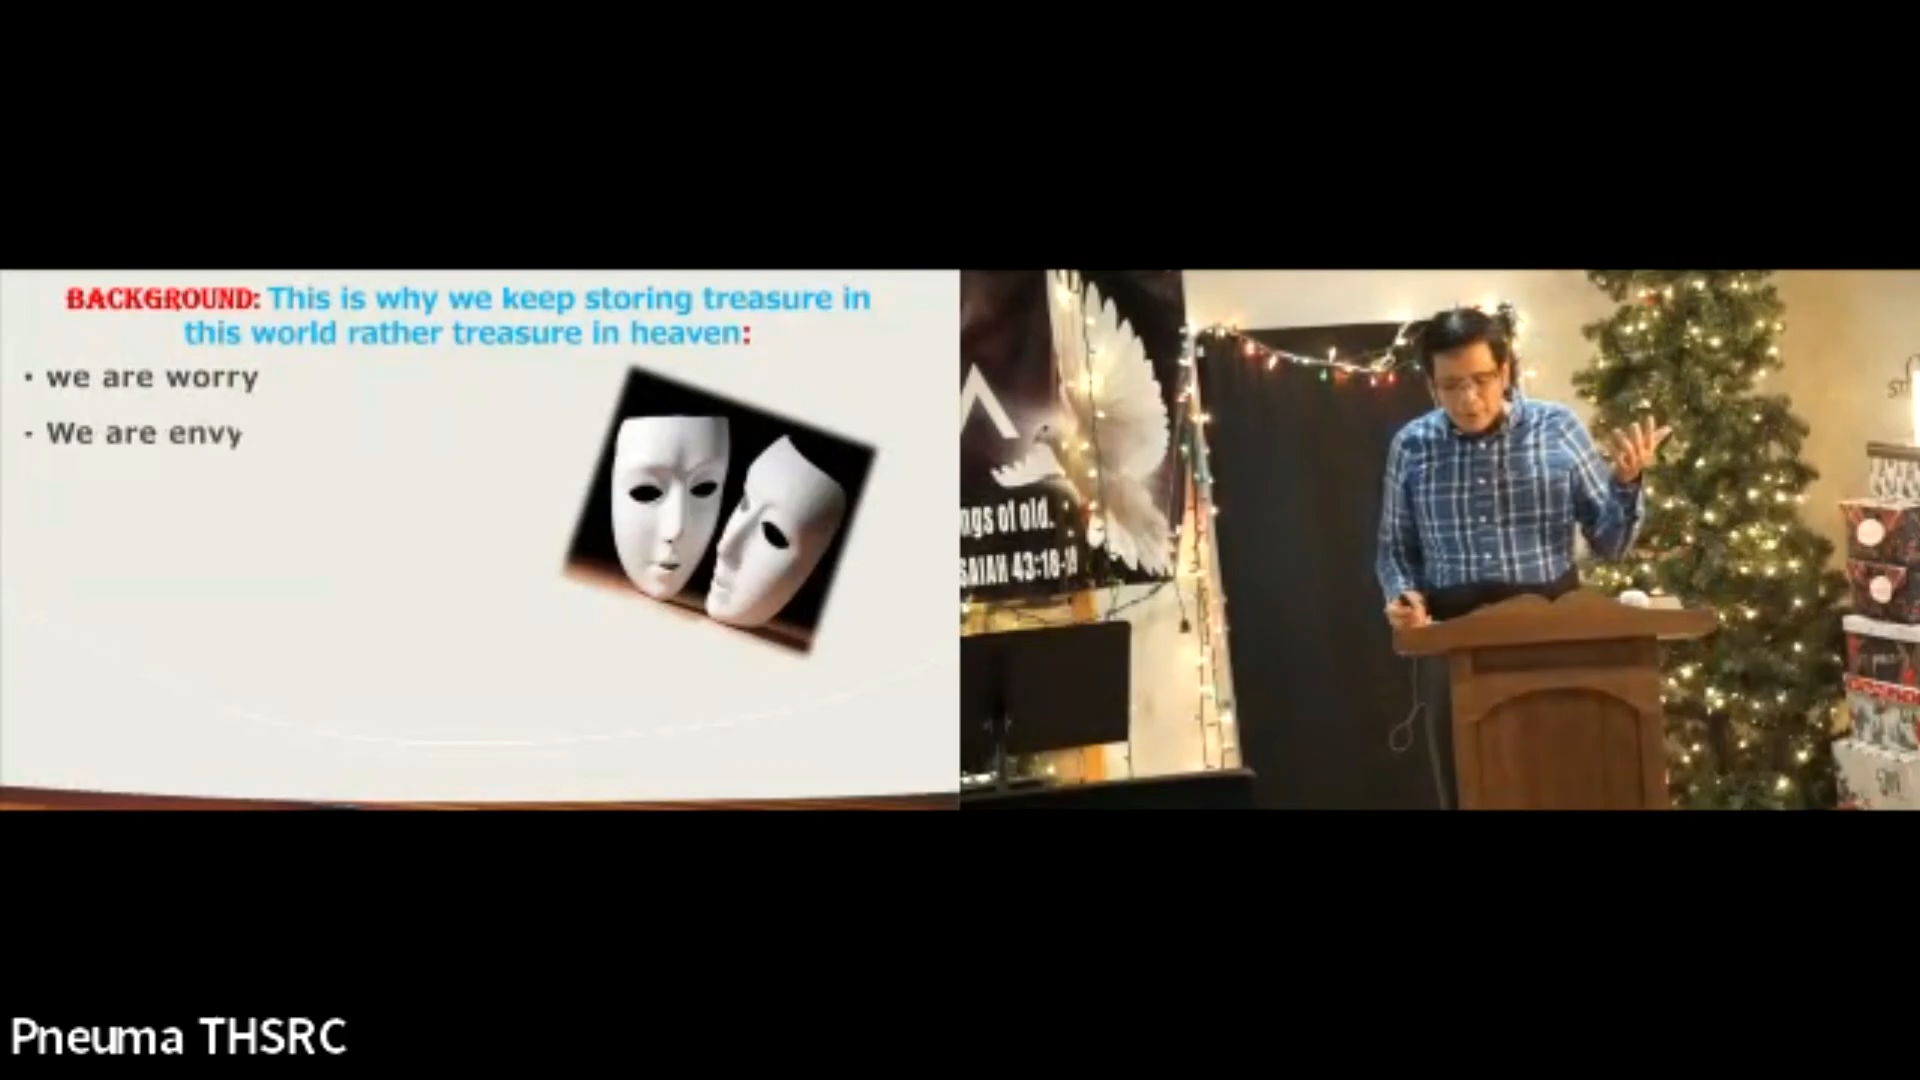 BACKGROUND: This is why we keep storing treasure in
this world rather treasure in heaven:
• we are worry
• We are envy
ngs of old.
SAIAH 43:18-19
Pneuma THSRC